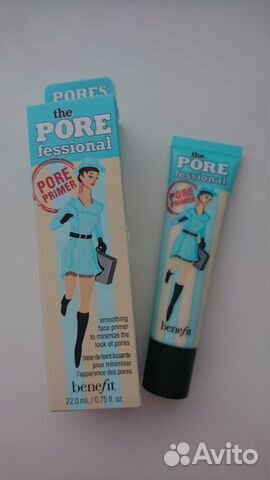 PORES
the
PORE
fessional
PORE
PRIMER
smoothing
face primer
to minimize the
look of pores
base de teint lissante
pour minimiser
l'apparence des pores
benefit
22.0 mL / 0.75 fl. oz.
the
PORE
fessional
PORE
PRIMER
benefit
Avito